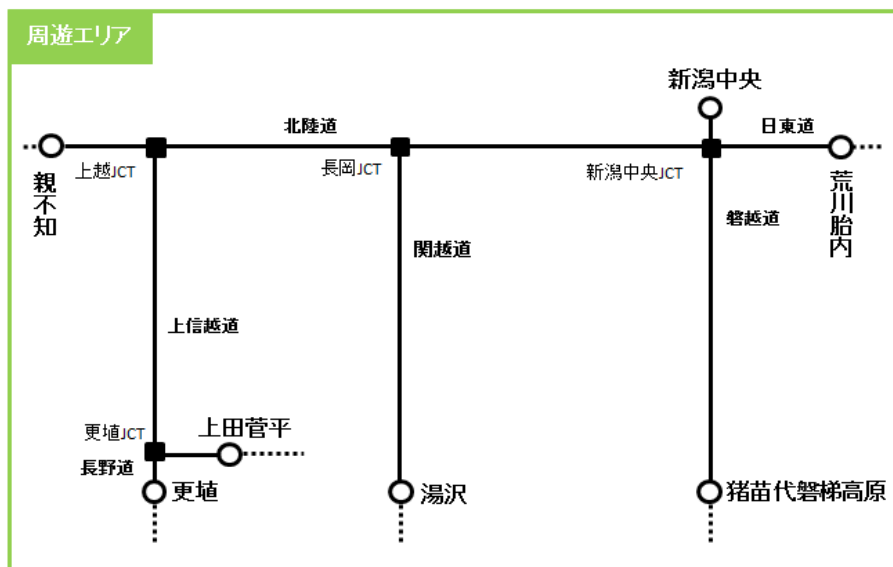 周遊エリア
新潟中央
北陸道
日東道
上越JCT
長岡JCT
新潟中央JCT
親不知
荒川胎内
磐越道
関越道
上信越道
更埴JCT
上田菅平
長野道
更埴
湯沢
猪苗代磐梯高原